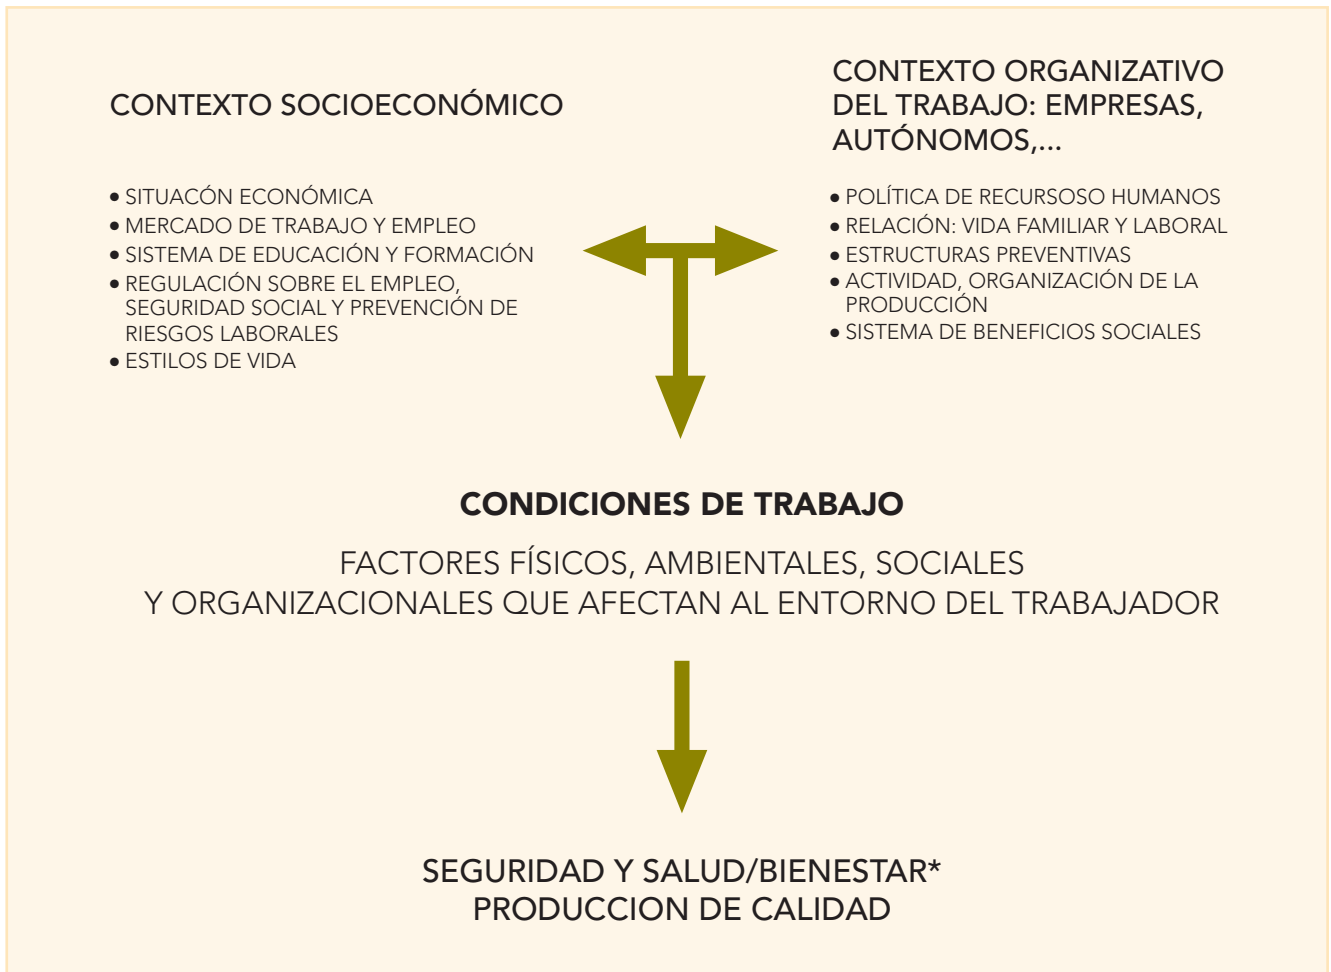 CONTEXTO SOCIOECONÓMICO
• SITUACÓN ECONÓMICA
• MERCADO DE TRABAJO Y EMPLEO
• SISTEMA DE EDUCACIÓN Y FORMACIÓN
• REGULACIÓN SOBRE EL EMPLEO,
SEGURIDAD SOCIAL Y PREVENCIÓN DE
RIESGOS LABORALES
• ESTILOS DE VIDA
CONTEXTO ORGANIZATIVO
DEL TRABAJO: EMPRESAS,
AUTÓNOMOS,...
• POLÍTICA DE RECURSOSO HUMANOS
• RELACIÓN: VIDA FAMILIAR Y LABORAL
• ESTRUCTURAS PREVENTIVAS
• ACTIVIDAD, ORGANIZACIÓN DE LA
PRODUCCIÓN
• SISTEMA DE BENEFICIOS SOCIALES
CONDICIONES DE TRABAJO
FACTORES FÍSICOS, AMBIENTALES, SOCIALES
Y ORGANIZACIONALES QUE AFECTAN AL ENTORNO DEL TRABAJADOR
SEGURIDAD Y SALUD/BIENESTAR*
PRODUCCION DE CALIDAD